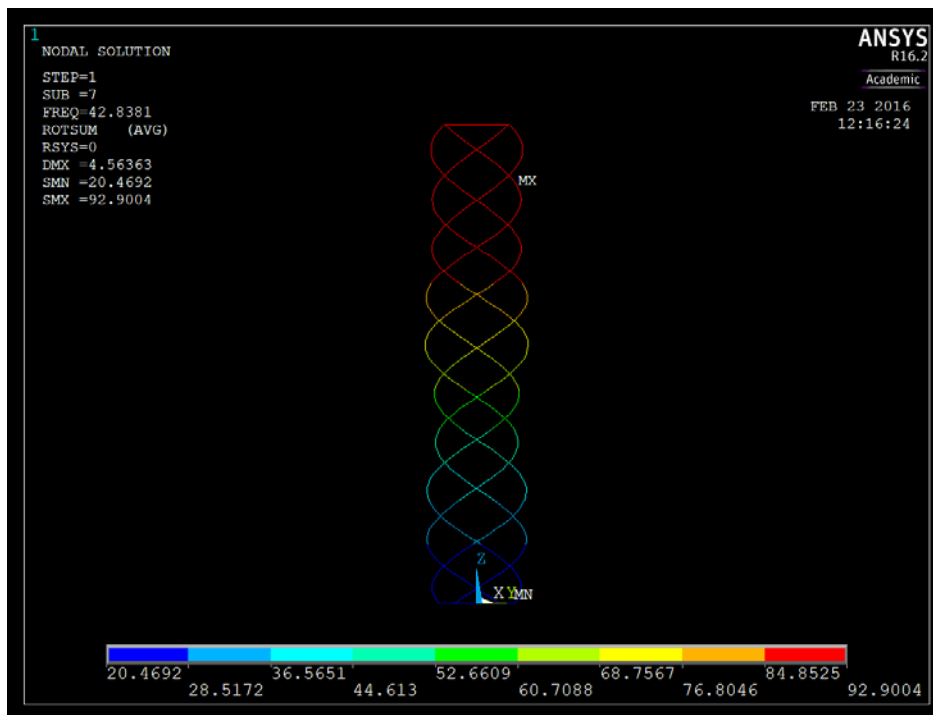 1
NODAL SOLUTION
STEP=1
SUB =7
FREQ=42.8381
ROTSUM (AVG)
RSYS=0
DMX =4.56363
SMN =20.4692
SMX =92.9004
ANSYS
R16.2
Academic
FEB 23 2016
12:16:24
MX
Z
X Y MN
20.4692 36.5651 52.6609 68.7567 84.8525
28.5172 44.613 60.7088 76.8046 92.9004